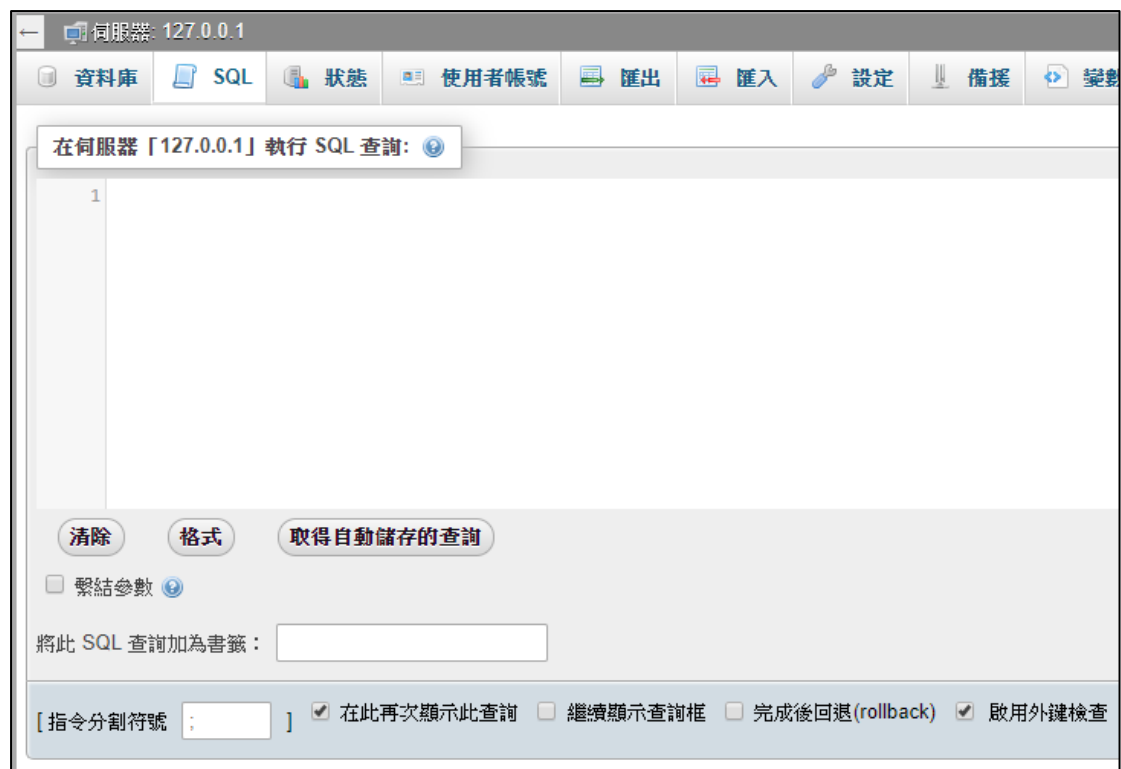 ← 伺服器: 127.0.0.1
資料庫 SQL 狀態 使用者帳號 匯出 匯入 設定 備援 變數
在伺服器「127.0.0.1」執行 SQL 查詢:
1
清除 格式 取得自動儲存的查詢
繫結參數
將此 SQL 查詢加為書籤：
[ 指令分割符號 ; ] 在此再次顯示此查詢 繼續顯示查詢框 完成後回退(rollback) 啟用外鍵檢查